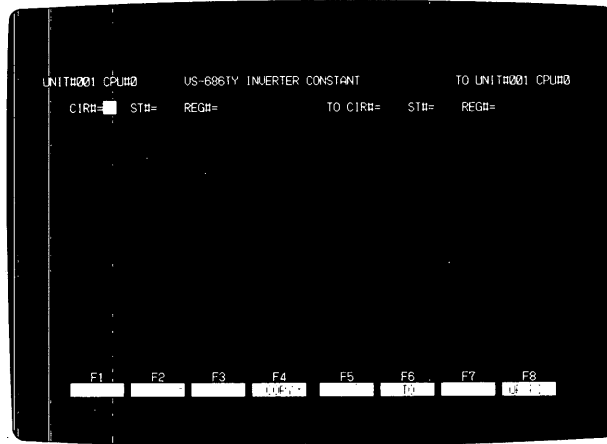 UNIT#001 CPU#0 VS-686TY INVERTER CONSTANT TO UNIT#001 CPU#0
CIR#= ST#= REG#= TO CIR#= ST#= REG#=
F1 F2 F3 F4 F5 F6 F7 F8
TO